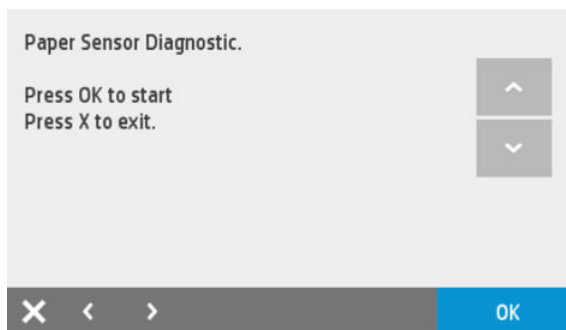 Paper Sensor Diagnostic.
Press OK to start
Press X to exit.
OK